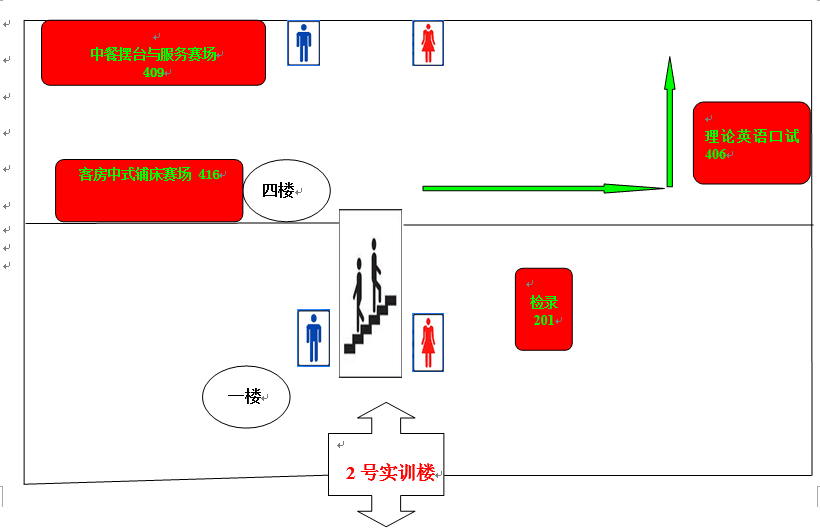 中餐摆台与服务赛场
409
理论英语口试
406
客房中式铺床赛场 416
四楼
检录
201
一楼
2号实训楼